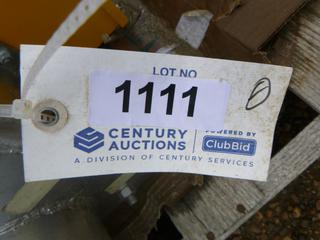 LOT NO
1111
CENTURY
AUCTIONS
POWERED BY
ClubBid
A DIVISION OF CENTURY SERVICES